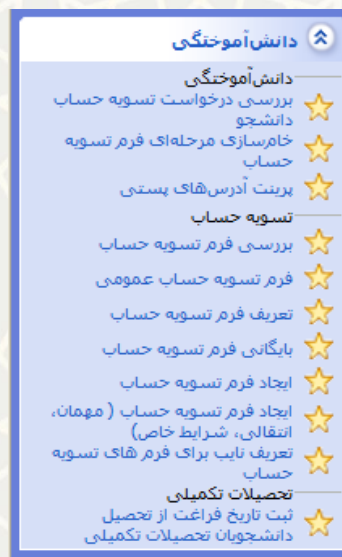 دانش‌آموختگی
دانش‌آموختگی
بررسی درخواست تسویه حساب
دانشجو
خام‌سازی مرحله‌ای فرم تسویه
حساب
پرینت آدرس‌های پستی
تسویه حساب
بررسی فرم تسویه حساب
فرم تسویه حساب عمومی
تعریف فرم تسویه حساب
بایگانی فرم تسویه حساب
ایجاد فرم تسویه حساب
ایجاد فرم تسویه حساب ( مهمان،
انتقالی، شرایط خاص)
تعریف نایب برای فرم های تسویه
حساب
تحصیلات تکمیلی
ثبت تاریخ فراغت از تحصیل
دانشجویان تحصیلات تکمیلی